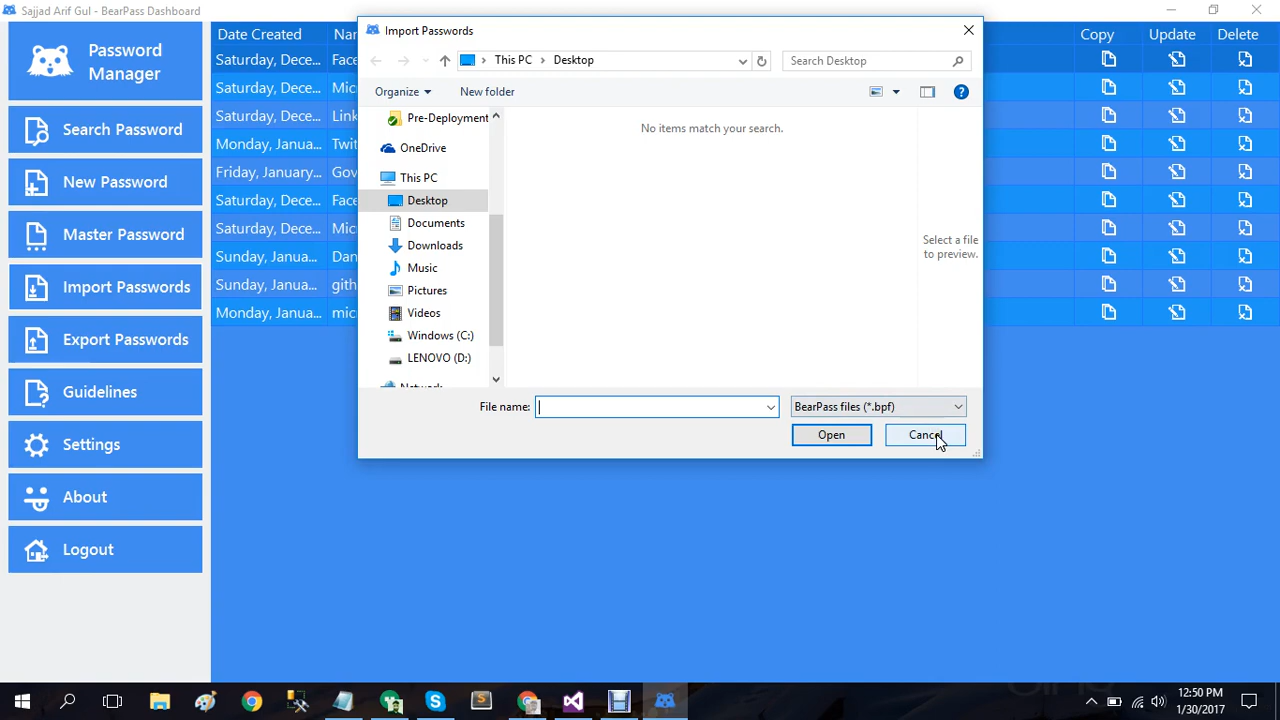 Sajjad Arif Gul - BearPass Dashboard
Password
Manager
Search Password
New Password
Master Password
Import Passwords
Export Passwords
Guidelines
Settings
About
Logout
Date Created
Copy
Update
Delete
Saturday, Dece...
Saturday, Dece...
Saturday, Dece...
Monday, Janua...
Friday, January...
Saturday, Dece...
Saturday, Dece...
Sunday, Janua...
Sunday, Janua...
Monday, Janua...
Import Passwords
This PC
Desktop
Search Desktop
Organize
New folder
Pre-Deployment
OneDrive
This PC
Desktop
Documents
Downloads
Music
Pictures
Videos
Windows (C:)
LENOVO (D:)
No items match your search.
Select a file
to preview.
File name:
BearPass files (*.bpf)
Open
Cancel
12:50 PM
1/30/2017